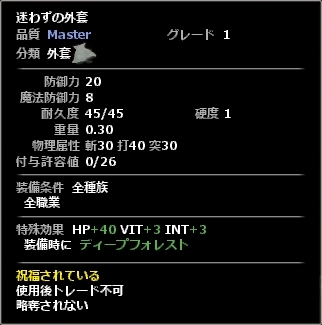 迷わずの外套
品質 Master グレード 1
分類 外套
防御力 20
魔法防御力 8
耐久度 45/45 硬度 1
重量 0.30
物理属性 斬30 打40 突30
付与許容値 0/26
装備条件 全種族
全職業
特殊効果 HP+40 VIT+3 INT+3
装備時に ディープフォレスト
祝福されている
使用後トレード不可
略奪されない